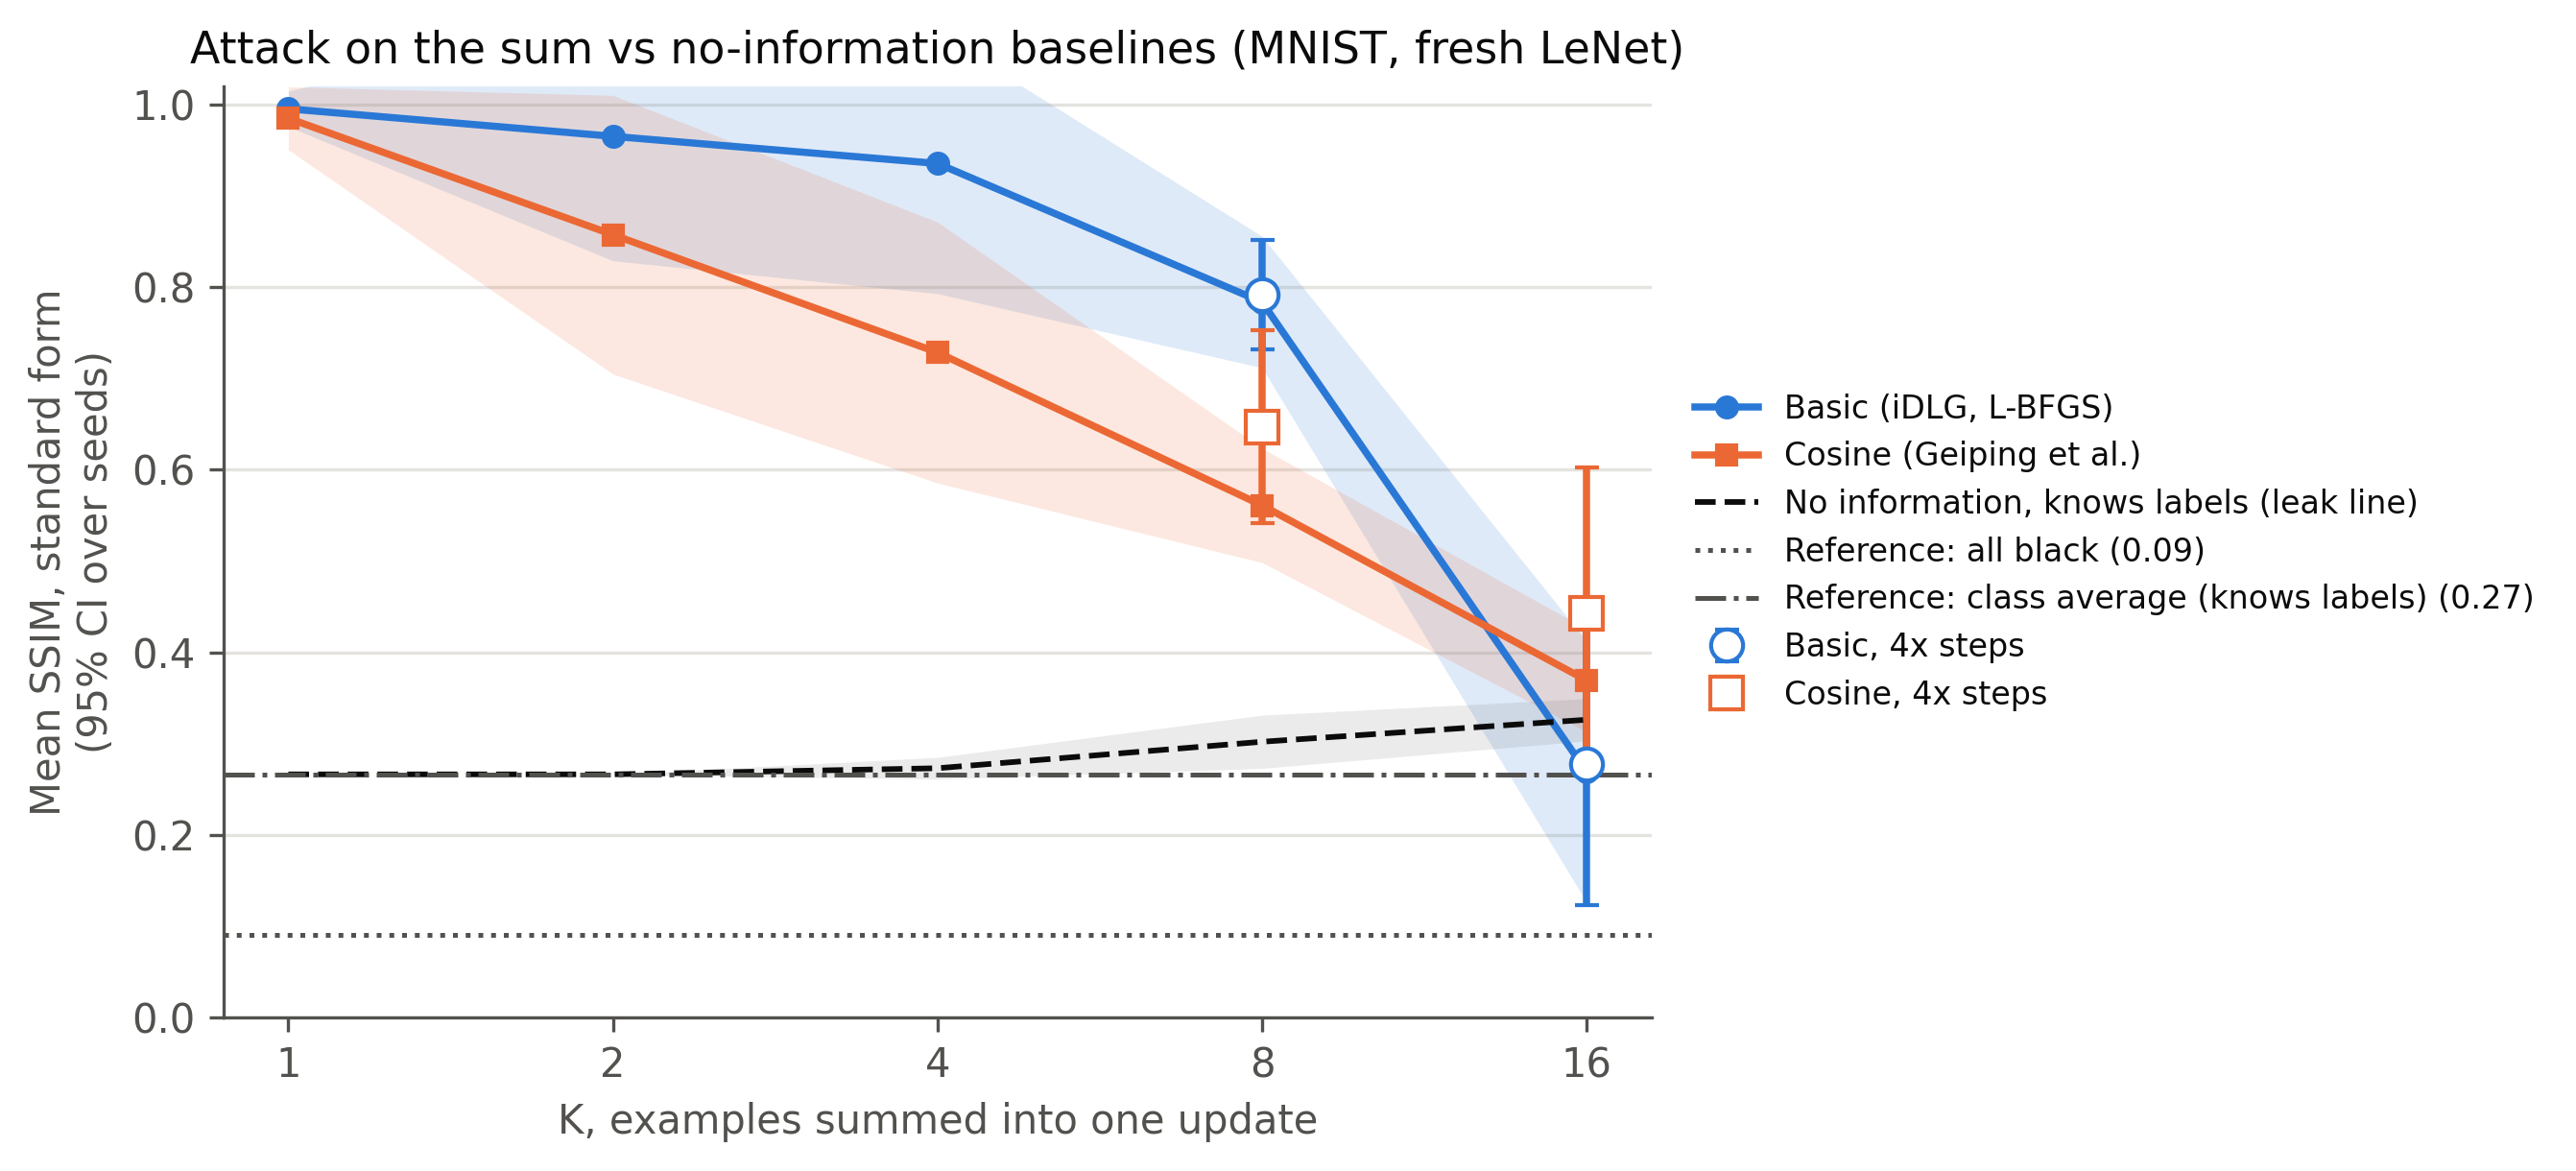 Attack on the sum vs no-information baselines (MNIST, fresh LeNet)
Mean SSIM, standard form
(95% CI over seeds)
1.0
0.8
0.6
0.4
0.2
0.0
1
2
4
8
16
K, examples summed into one update
Basic (iDLG, L-BFGS)
Cosine (Geiping et al.)
No information, knows labels (leak line)
Reference: all black (0.09)
Reference: class average (knows labels) (0.27)
Basic, 4x steps
Cosine, 4x steps